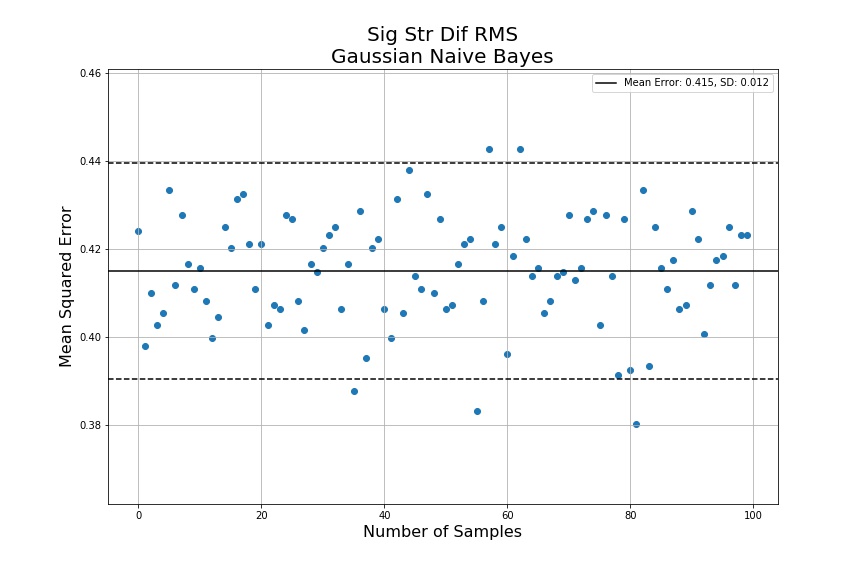 Sig Str Dif RMS
Gaussian Naive Bayes
Mean Error: 0.415, SD: 0.012
Mean Squared Error
0.46
0.44
0.42
0.40
0.38
0
20
40
60
80
100
Number of Samples